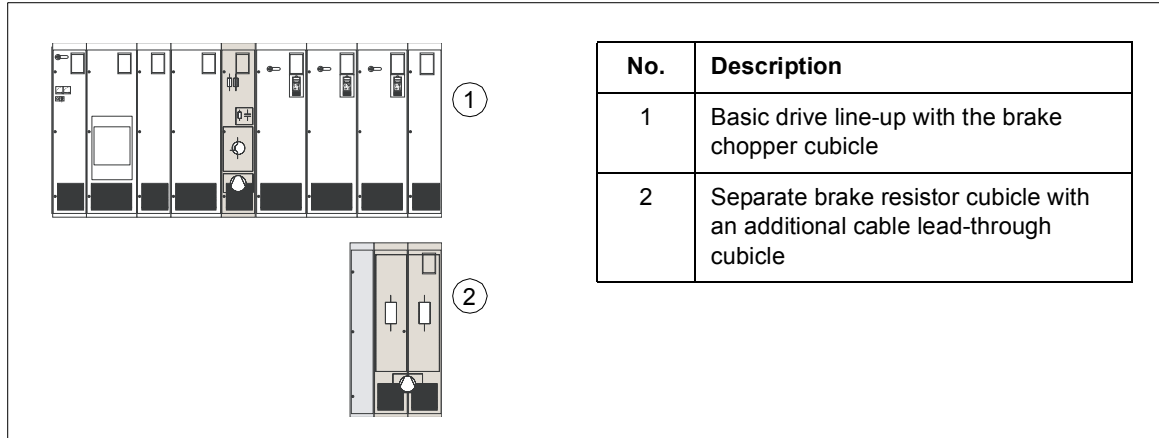 1
2
No. Description
1 Basic drive line-up with the brake
chopper cubicle
2 Separate brake resistor cubicle with
an additional cable lead-through
cubicle